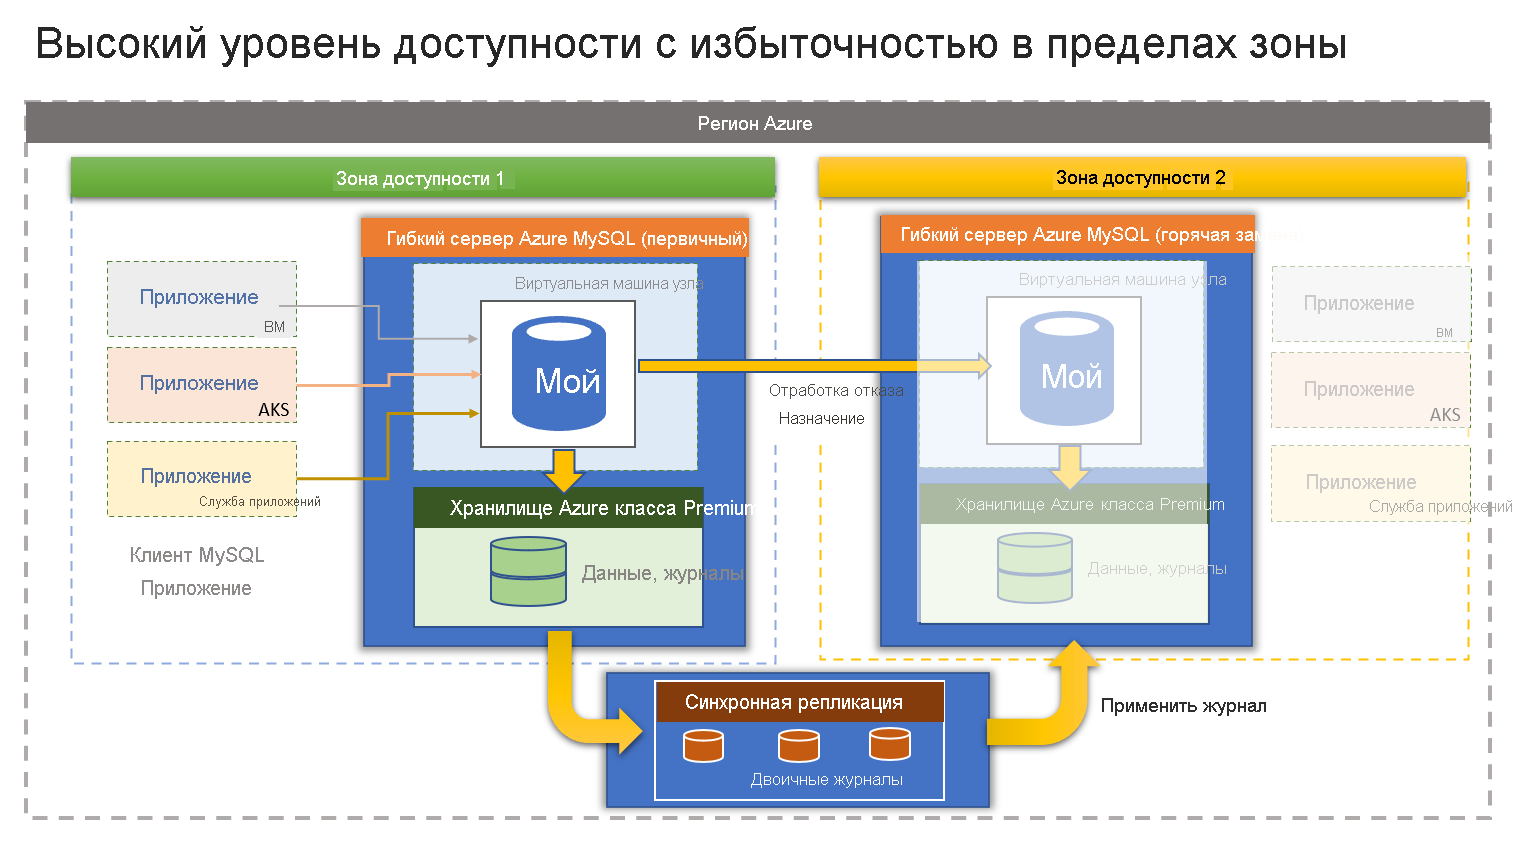 Высокий уровень доступности с избыточностью в пределах зоны
Регион Azure
Зона доступности 1
Зона доступности 2
Гибкий сервер Azure MySQL (первичный)
Гибкий сервер Azure MySQL (горячая
Виртуальная машина узла
Виртуальная машина узла
Приложение
ВМ
Приложение
AKS
Приложение
Служба приложений
Клиент MySQL
Приложение
Мой
Отработка отказа
Назначение
Мой
Хранилище Azure класса Premium
Данные, журналы
Хранилище Azure класса Premium
Данные, журналы
Приложение
ВМ
Приложение
AKS
Приложение
Служба приложений
Синхронная репликация
Двоичные журналы
Применить журнал